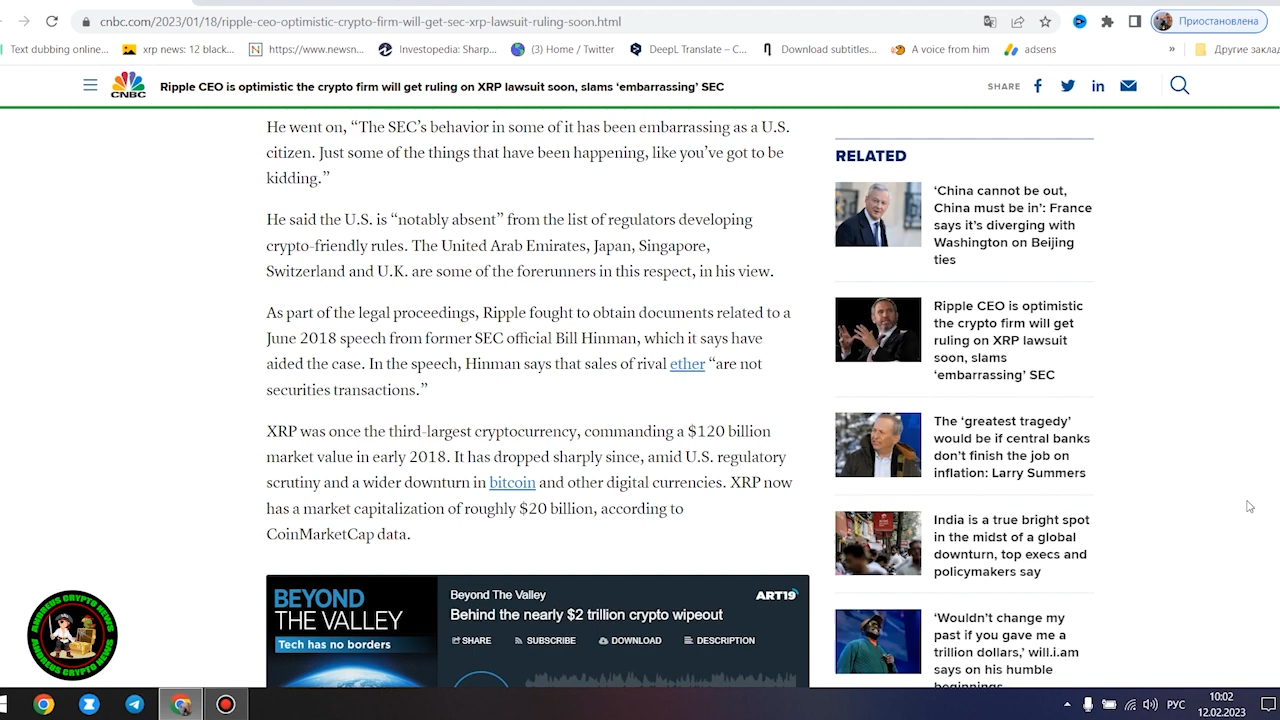 cnbc.com/2023/01/18/ripple-ceo-optimistic-crypto-firm-will-get-sec-xrp-lawsuit-ruling-soon.html
Приостановлена
Text dubbing online...
xrp news: 12 black...
https://www.newsn...
Investopedia: Sharp...
(3) Home / Twitter
DeepL Translate – C...
Download subtitles...
A voice from him
adsens
»
Другие заклад
CNBC
Ripple CEO is optimistic the crypto firm will get ruling on XRP lawsuit soon, slams ‘embarrassing’ SEC
SHARE
He went on, “The SEC’s behavior in some of it has been embarrassing as a U.S.
citizen. Just some of the things that have been happening, like you’ve got to be
kidding.”
He said the U.S. is “notably absent” from the list of regulators developing
crypto-friendly rules. The United Arab Emirates, Japan, Singapore,
Switzerland and U.K. are some of the forerunners in this respect, in his view.
As part of the legal proceedings, Ripple fought to obtain documents related to a
June 2018 speech from former SEC official Bill Hinman, which it says have
aided the case. In the speech, Hinman says that sales of rival ether “are not
securities transactions.”
XRP was once the third-largest cryptocurrency, commanding a $120 billion
market value in early 2018. It has dropped sharply since, amid U.S. regulatory
scrutiny and a wider downturn in bitcoin and other digital currencies. XRP now
has a market capitalization of roughly $20 billion, according to
CoinMarketCap data.
BEYOND
THE VALLEY
Tech has no borders
Beyond The Valley
ART19
Behind the nearly $2 trillion crypto wipeout
SHARE
SUBSCRIBE
DOWNLOAD
DESCRIPTION
RELATED
‘China cannot be out,
China must be in’: France
says it’s diverging with
Washington on Beijing
ties
Ripple CEO is optimistic
the crypto firm will get
ruling on XRP lawsuit
soon, slams
‘embarrassing’ SEC
The ‘greatest tragedy’
would be if central banks
don’t finish the job on
inflation: Larry Summers
India is a true bright spot
in the midst of a global
downturn, top execs and
policymakers say
‘Wouldn’t change my
past if you gave me a
trillion dollars,’ will.i.am
says on his humble
beginnings
ANDREUS CRYPTO NEWS
ANDREUS CRYPTO NEWS
РУС
10:02
12.02.2023